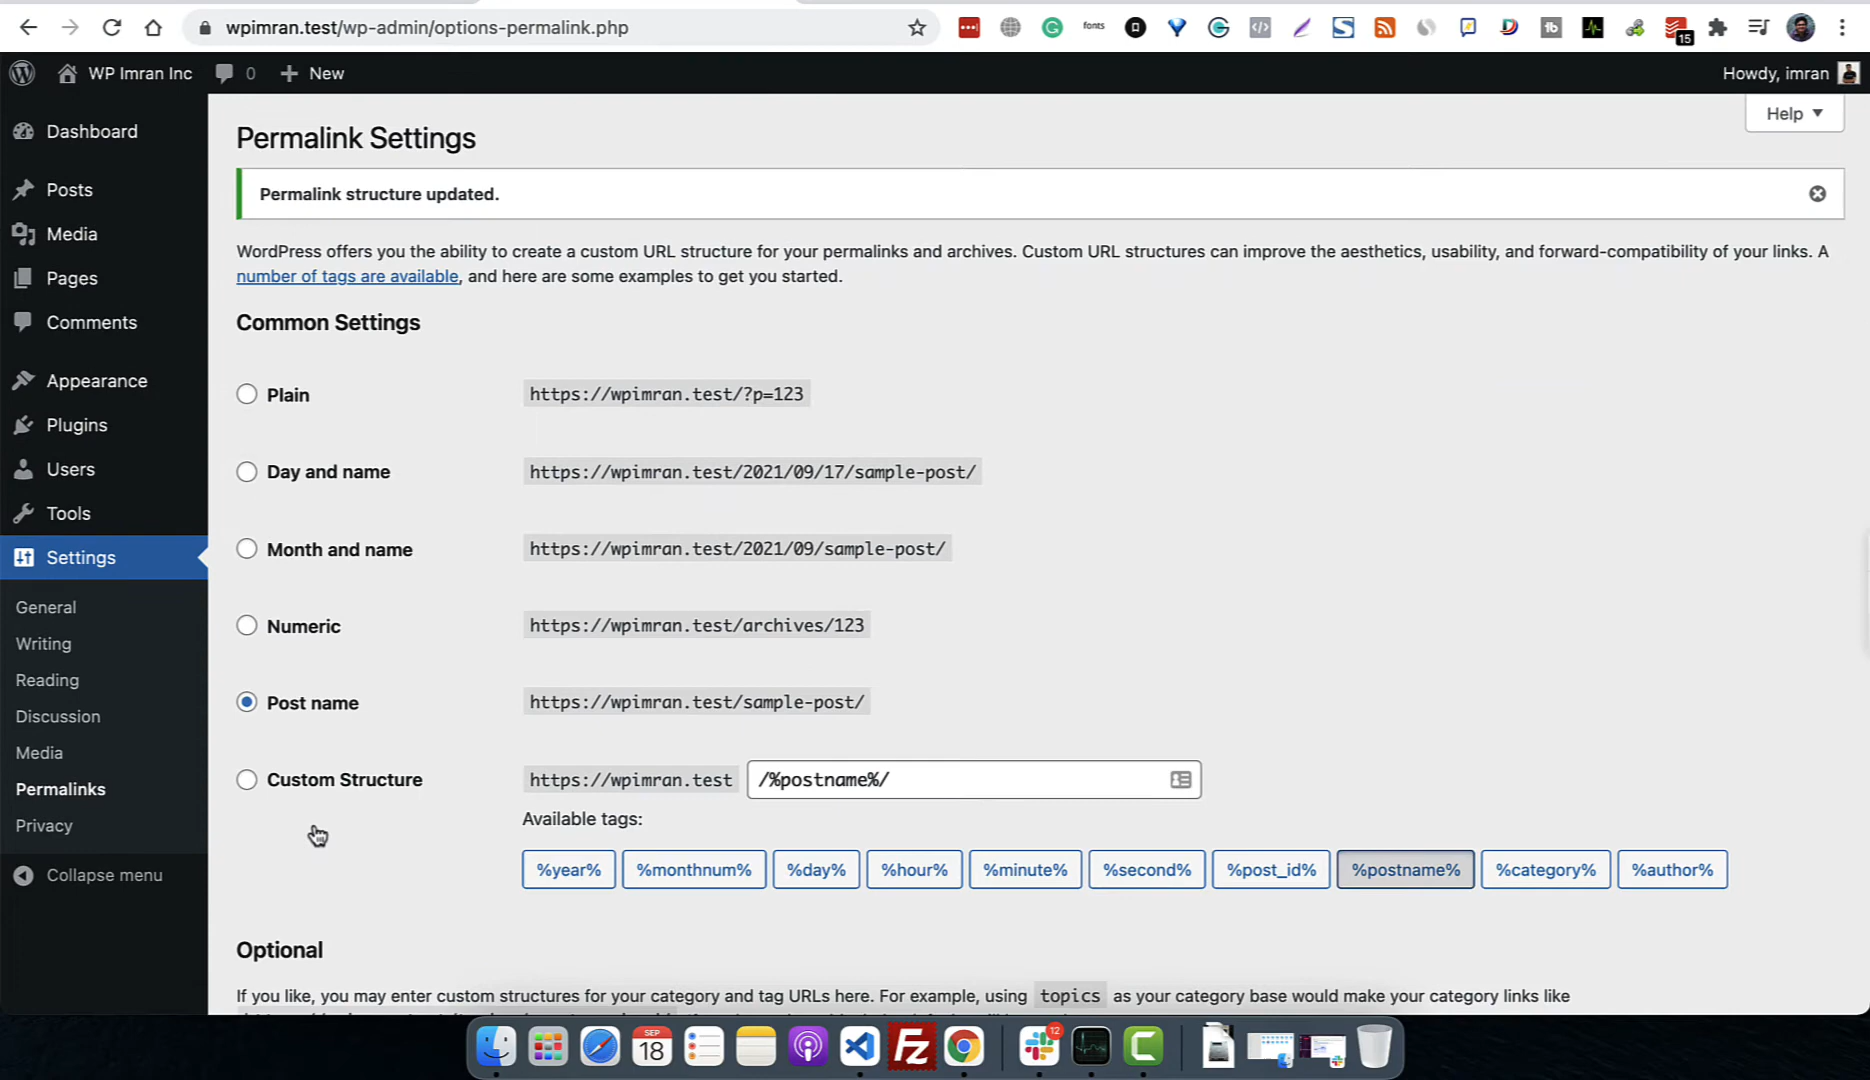 wpimran.test/wp-admin/options-permalink.php
fonts
15
WP Imran Inc
0
New
Howdy, imran
Help
Dashboard
Posts
Media
Pages
Comments
Appearance
Plugins
Users
Tools
Settings
General
Writing
Reading
Discussion
Media
Permalinks
Privacy
Collapse menu
Permalink Settings
Permalink structure updated.
WordPress offers you the ability to create a custom URL structure for your permalinks and archives. Custom URL structures can improve the aesthetics, usability, and forward-compatibility of your links. A
number of tags are available, and here are some examples to get you started.
Common Settings
Plain https://wpimran.test/?p=123
Day and name https://wpimran.test/2021/09/17/sample-post/
Month and name https://wpimran.test/2021/09/sample-post/
Numeric https://wpimran.test/archives/123
Post name https://wpimran.test/sample-post/
Custom Structure https://wpimran.test /%postname%/
Available tags:
%year% %monthnum% %day% %hour% %minute% %second% %post_id% %postname% %category% %author%
Optional
If you like, you may enter custom structures for your category and tag URLs here. For example, using topics as your category base would make your category links like
SEP
18
12